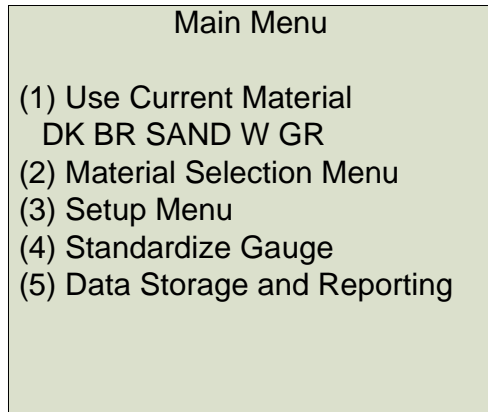 Main Menu
(1) Use Current Material
DK BR SAND W GR
(2) Material Selection Menu
(3) Setup Menu
(4) Standardize Gauge
(5) Data Storage and Reporting